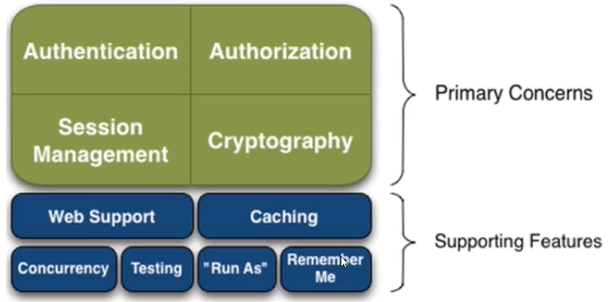 Authentication
Authorization
Primary Concerns
Session
Management
Cryptography
Web Support
Caching
Supporting Features
Concurrency
Testing
"Run As"
Remember
Me